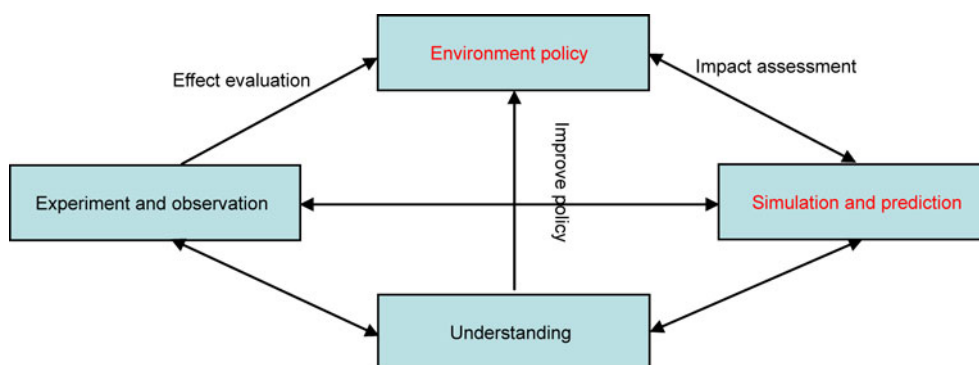 Environment policy
Effect evaluation
Impact assessment
Improve policy
Experiment and observation
Simulation and prediction
Understanding